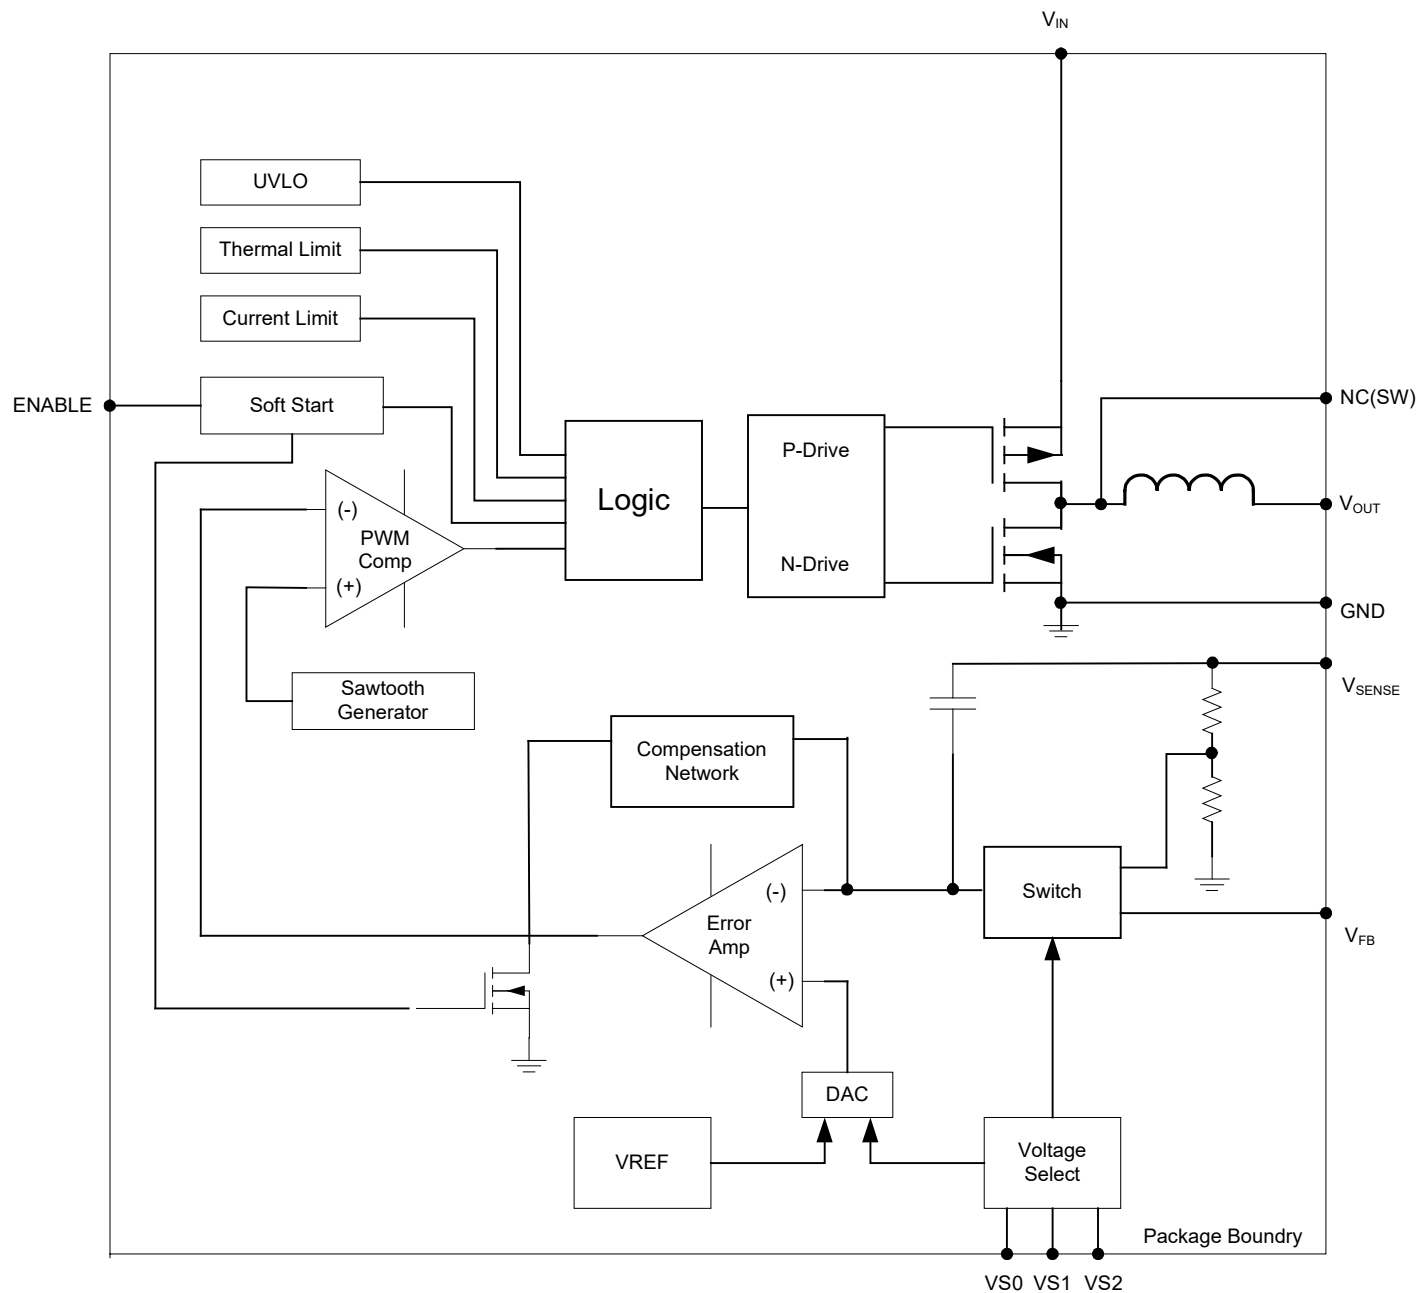 VIN
UVLO
Thermal Limit
Current Limit
ENABLE
Soft Start
NC(SW)
P-Drive
Logic
VOUT
(-)
PWM
Comp
(+)
N-Drive
GND
Sawtooth
Generator
VSENSE
Compensation
Network
(-)
Switch
Error
Amp
VFB
(+)
DAC
VREF
Voltage
Select
Package Boundry
VS0 VS1 VS2